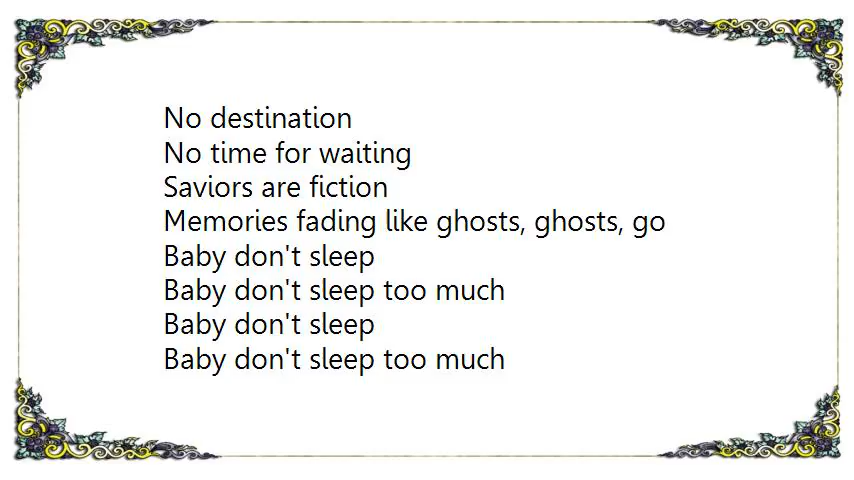 No destination
No time for waiting
Saviors are fiction
Memories fading like ghosts, ghosts, go
Baby don't sleep
Baby don't sleep too much
Baby don't sleep
Baby don't sleep too much